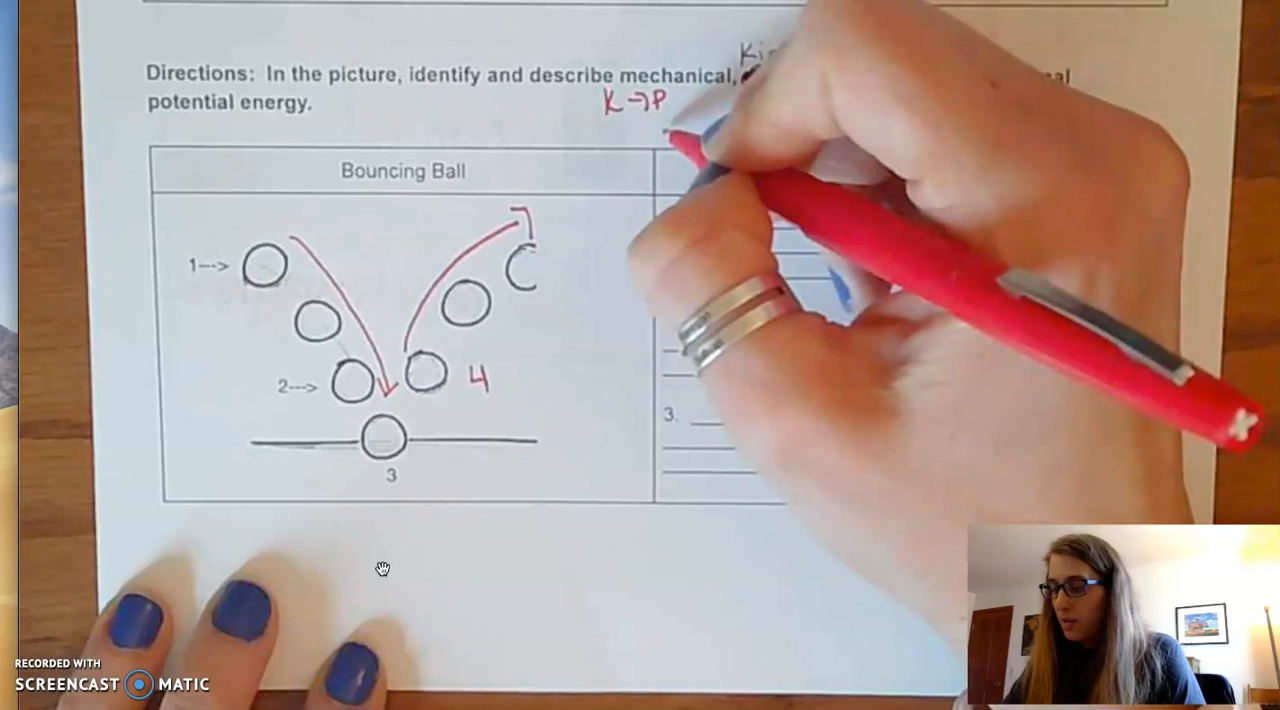 Directions: In the picture, identify and describe mechanical,
potential energy.
K→P
Bouncing Ball
1--->
2--->
4
3
3.
RECORDED WITH
SCREENCAST MATIC